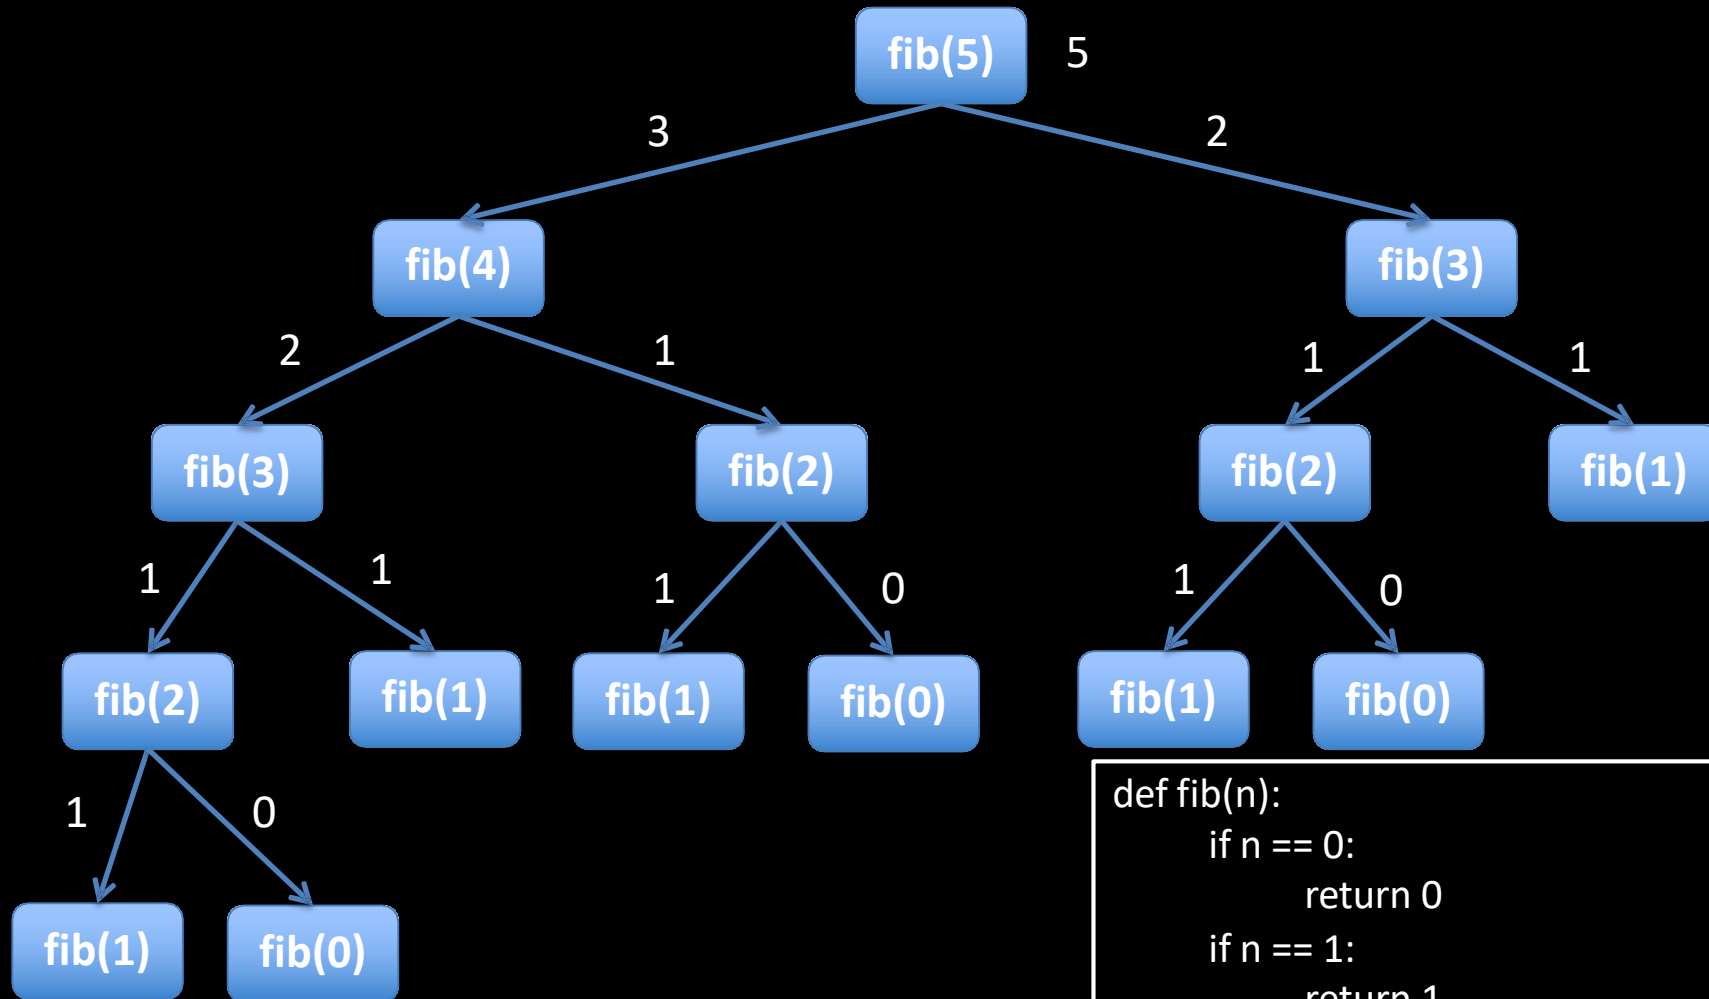 fib(5) 5
3 2
fib(4) fib(3)
2 1 1 1
fib(3) fib(2) fib(2) fib(1)
1 1 1 0 1 0
fib(2) fib(1) fib(1) fib(0) fib(1) fib(0)
1 0
fib(1) fib(0)
def fib(n):
if n == 0:
return 0
if n == 1:
return 1